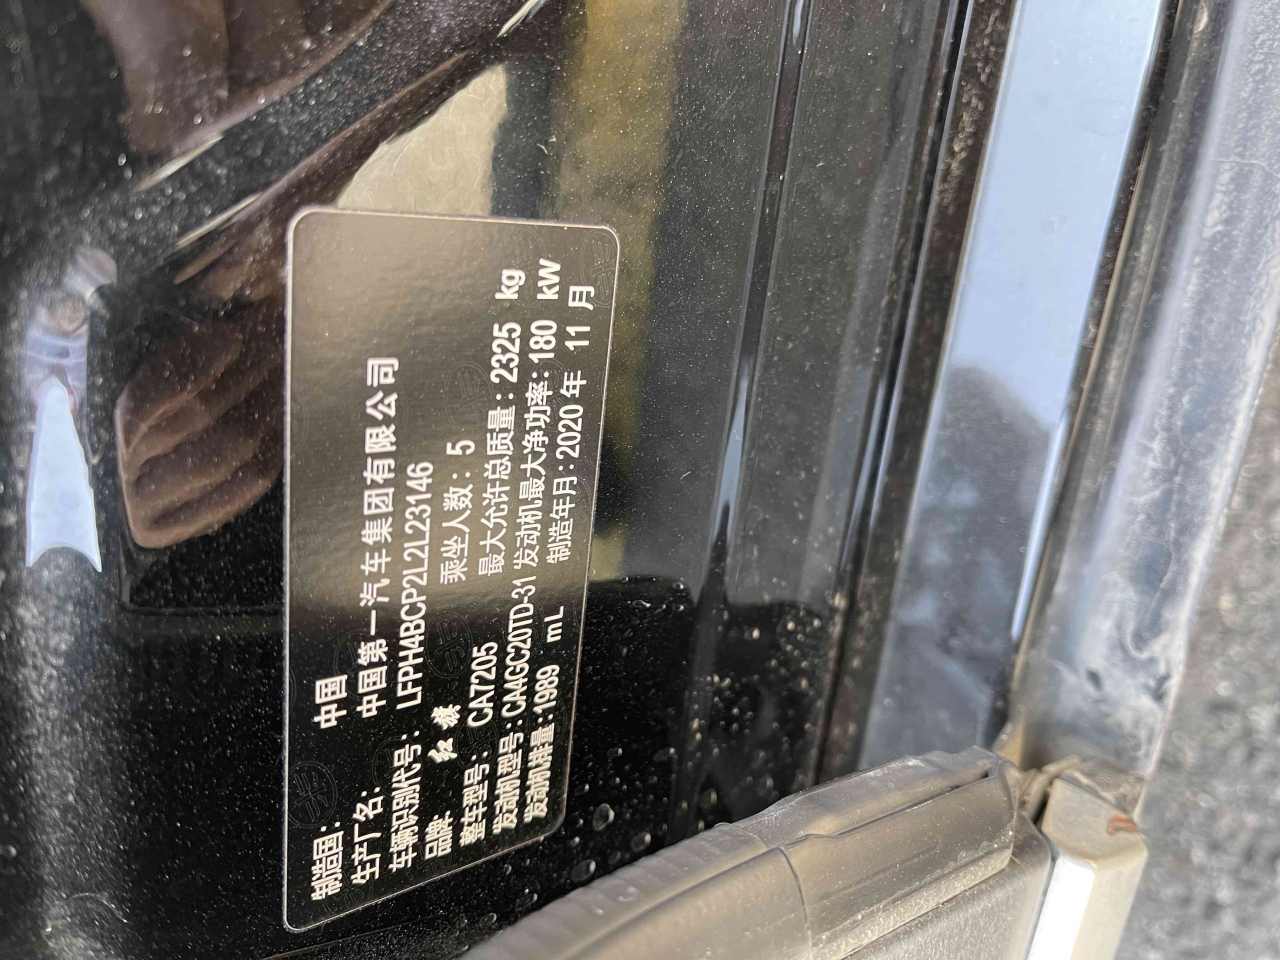 制造国: 中国
生产厂名: 中国第一汽车集团有限公司
车辆识别代号: LFPH4BCP2L2L23146
品牌: 红旗 乘坐人数: 5
整车型号: CA7205 最大允许总质量: 2325 kg
发动机型号: CA4GC20TD-31 发动机最大净功率: 180 kW
发动机排量: 1989 mL 制造年月: 2020 年 11 月